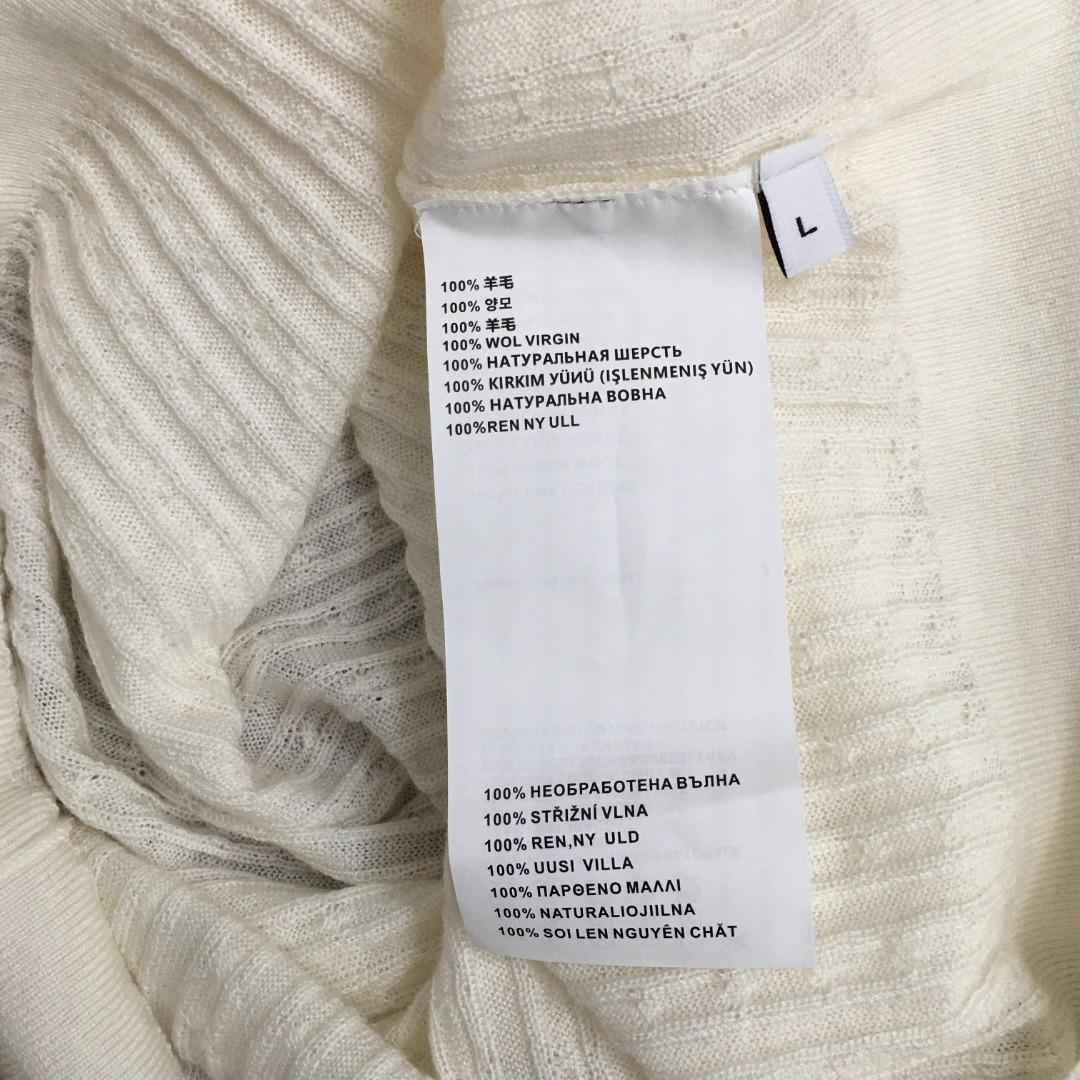 L
100% 羊毛
100% 양모
100% 羊毛
100% WOL VIRGIN
100% НАТУРАЛЬНАЯ ШЕРСТЬ
100% KIRKIM УÜИÜ (IŞLENMENIŞ YÜN)
100% НАТУРАЛЬНА ВОВНА
100%REN NY ULL
100% НЕОБРАБОТЕНА ВЪЛНА
100% STŘIŽNÍ VLNA
100% REN,NY ULD
100% UUSI VILLA
100% ΠΑΡΘΕΝΟ ΜΑΛΛΙ
100% NATURALIOJIILNA
100% SOI LEN NGUYÊN CHĂT